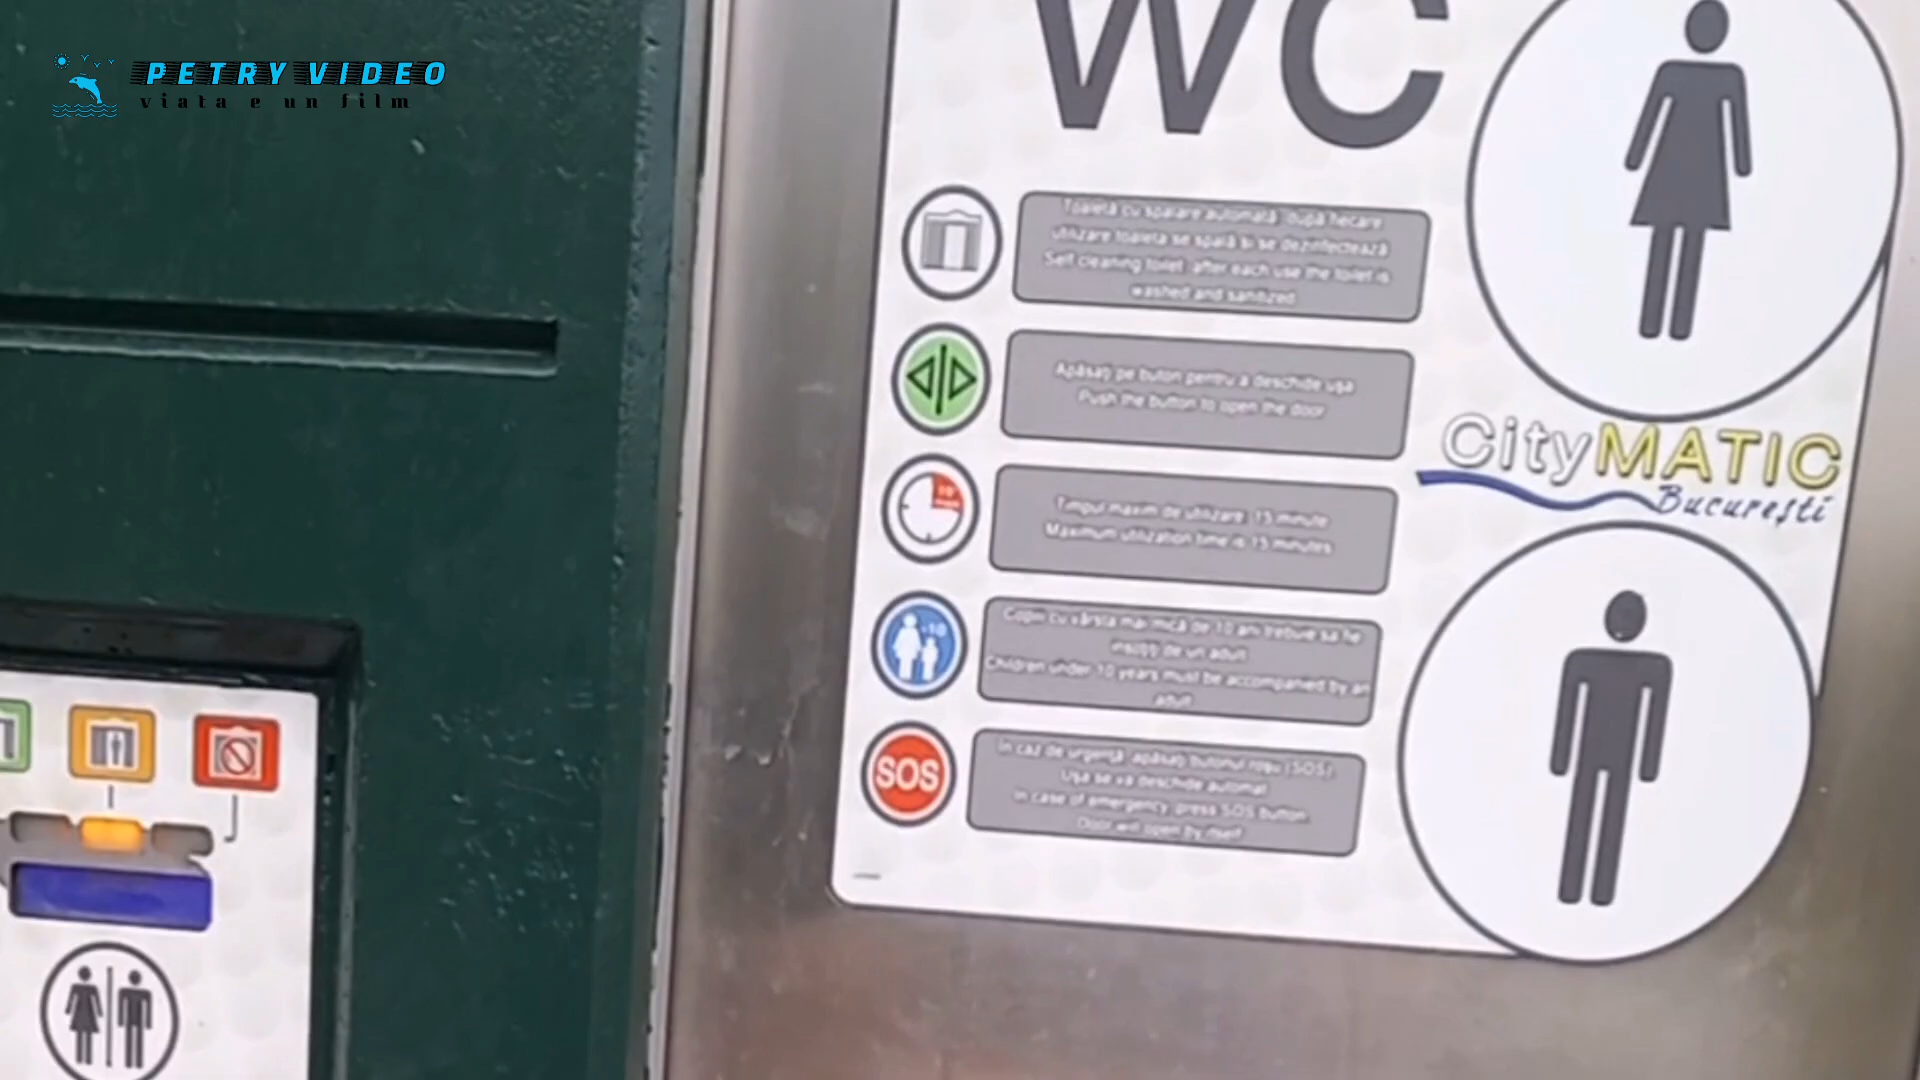 PETRY VIDEO
viata e un film
WC
Toaletă cu spălare automată, după fiecare
utilizare toaleta se spală și se dezinfectează
Self cleaning toilet, after each use the toilet is
washed and sanitized
Apăsați pe buton pentru a deschide ușa
Push the button to open the door
CityMATIC
București
Timpul maxim de utilizare: 15 minute
Maximum utilization time is 15 minutes
Copiii cu vârsta mai mică de 10 ani trebuie să fie
însoțiți de un adult
Children under 10 years must be accompanied by an
adult
SOS
În caz de urgență, apăsați butonul roșu (SOS).
Ușa se va deschide automat
In case of emergency, press SOS button.
Door will open by itself